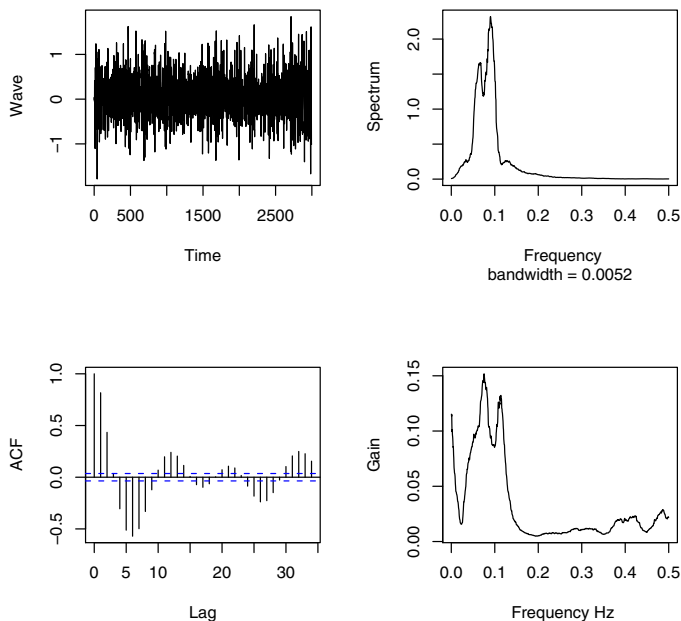 Wave
1
0
−1
0 500 1500 2500
Time
Spectrum
2.0
1.0
0.0
0.0 0.1 0.2 0.3 0.4 0.5
Frequency
bandwidth = 0.0052
ACF
1.0
0.5
0.0
−0.5
0 5 10 20 30
Lag
Gain
0.15
0.10
0.05
0.00
0.0 0.1 0.2 0.3 0.4 0.5
Frequency Hz